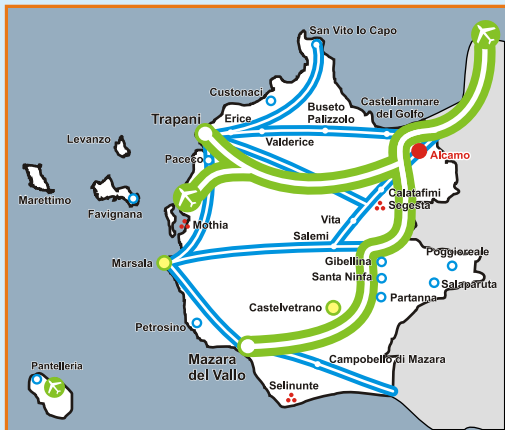 San Vito lo Capo
Custonaci
Erice
Buseto
Palizzolo
Castellammare
del Golfo
Trapani
Valderice
Levanzo
Paceco
Alcamo
Marettimo
Favignana
Calatafimi
Segesta
Mothia
Vita
Salemi
Marsala
Gibellina
Poggioreale
Santa Ninfa
Salaparuta
Castelvetrano
Partanna
Petrosino
Mazara
del Vallo
Campobello di Mazara
Pantelleria
Selinunte